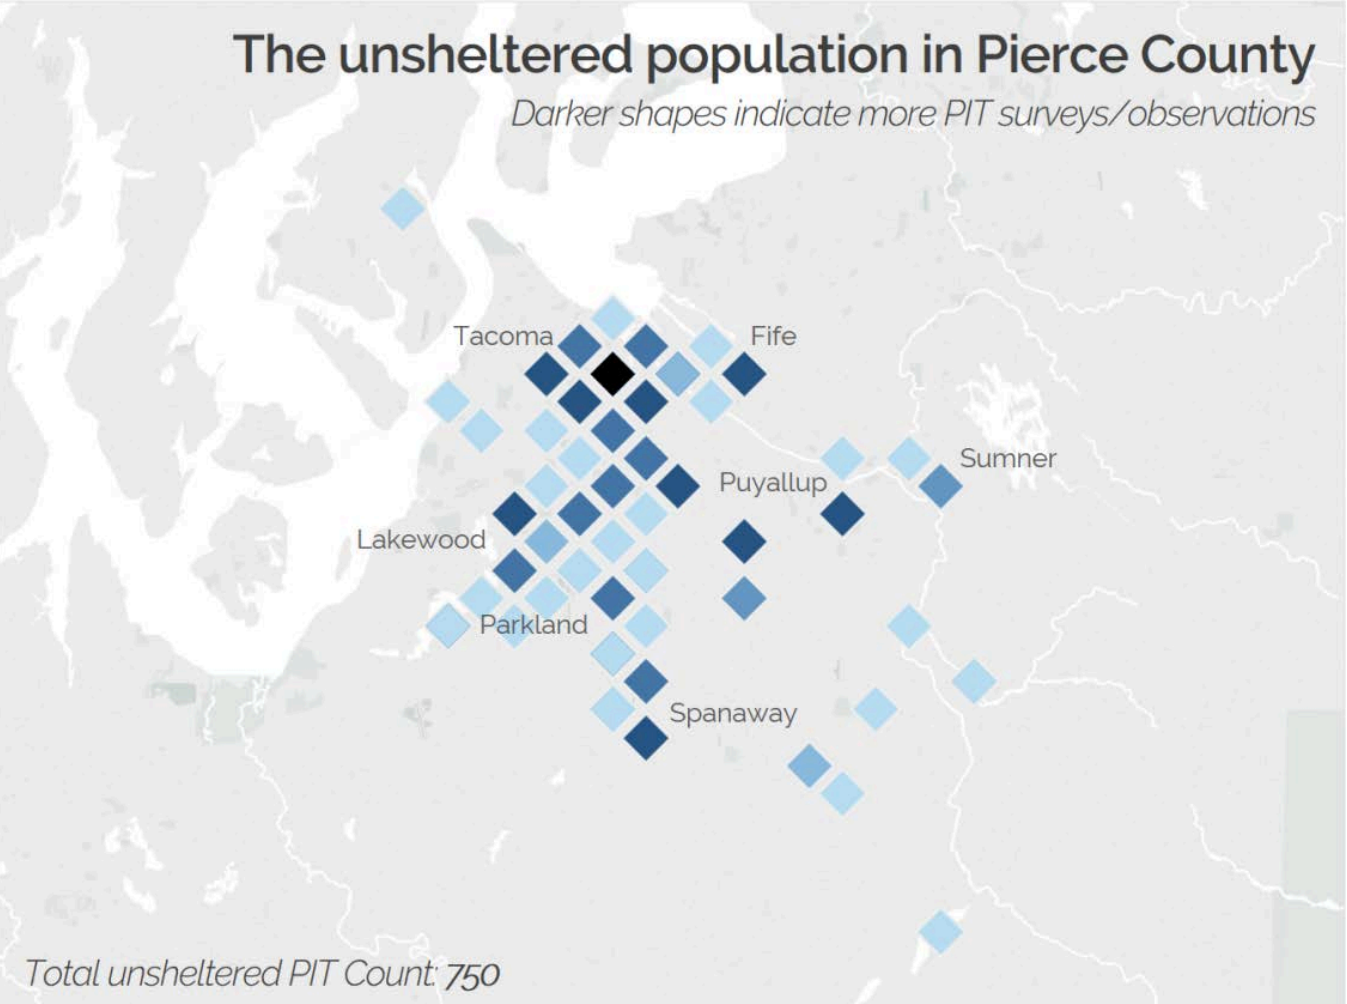 The unsheltered population in Pierce County
Darker shapes indicate more PIT surveys/observations
Tacoma
Fife
Sumner
Puyallup
Lakewood
Parkland
Spanaway
Total unsheltered PIT Count: 750